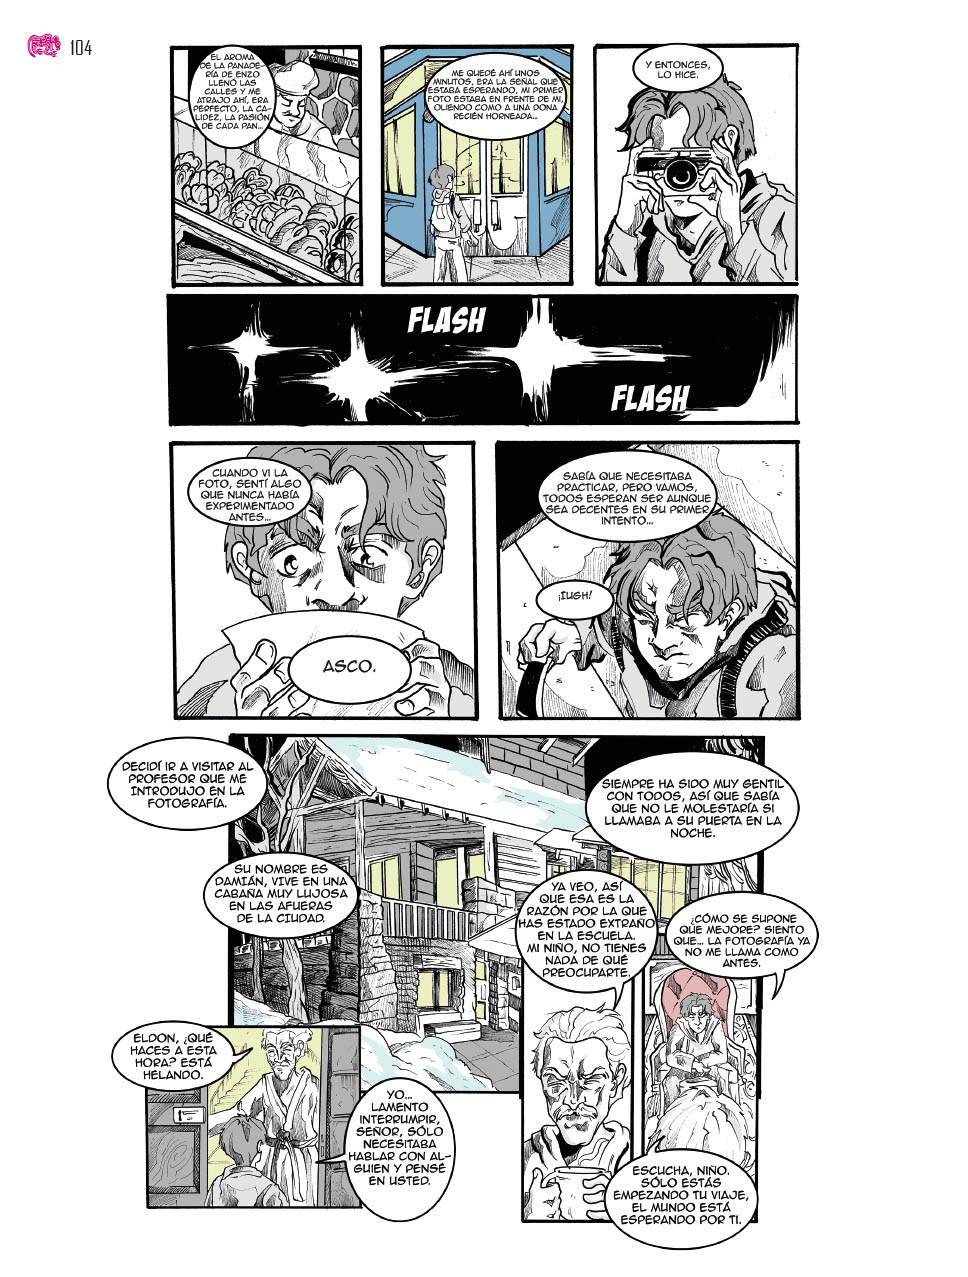 104
EL AROMA
DE LA PANADE-
RÍA DE ENZO
LLENÓ LAS
CALLES Y ME
ATRAJO AHÍ, ERA
PERFECTO, LA CA-
LIDEZ, LA PASIÓN
DE CADA PAN...
ME QUEDÉ AHÍ UNOS
MINUTOS, ERA LA SEÑAL QUE
ESTABA ESPERANDO, MI PRIMER
FOTO ESTABA EN FRENTE DE MI,
OLIENDO COMO A UNA DONA
RECIÉN HORNEADA...
Y ENTONCES,
LO HICE.
FLASH
FLASH
CUANDO VI LA
FOTO, SENTÍ ALGO
QUE NUNCA HABÍA
EXPERIMENTADO
ANTES...
ASCO.
SABÍA QUE NECESITABA
PRACTICAR, PERO VAMOS,
TODOS ESPERAN SER AUNQUE
SEA DECENTES EN SU PRIMER
INTENTO...
¡IUGH!
DECIDÍ IR A VISITAR AL
PROFESOR QUE ME
INTRODUJO EN LA
FOTOGRAFÍA.
SIEMPRE HA SIDO MUY GENTIL
CON TODOS, ASÍ QUE SABÍA
QUE NO LE MOLESTARÍA SI
LLAMABA A SU PUERTA EN LA
NOCHE.
SU NOMBRE ES
DAMIÁN, VIVE EN UNA
CABAÑA MUY LUJOSA
EN LAS AFUERAS
DE LA CIUDAD.
ELDON, ¿QUÉ
HACES A ESTA
HORA? ESTÁ
HELANDO.
YO...
LAMENTO
INTERRUMPIR,
SEÑOR, SÓLO
NECESITABA
HABLAR CON AL-
GUIEN Y PENSÉ
EN USTED.
YA VEO, ASÍ
QUE ESA ES LA
RAZÓN POR LA QUE
HAS ESTADO EXTRAÑO
EN LA ESCUELA.
MI NIÑO, NO TIENES
NADA DE QUÉ
PREOCUPARTE.
¿CÓMO SE SUPONE
QUE MEJORE? SIENTO
QUE... LA FOTOGRAFÍA YA
NO ME LLAMA COMO
ANTES.
ESCUCHA, NIÑO.
SÓLO ESTÁS
EMPEZANDO TU VIAJE,
EL MUNDO ESTÁ
ESPERANDO POR TI.